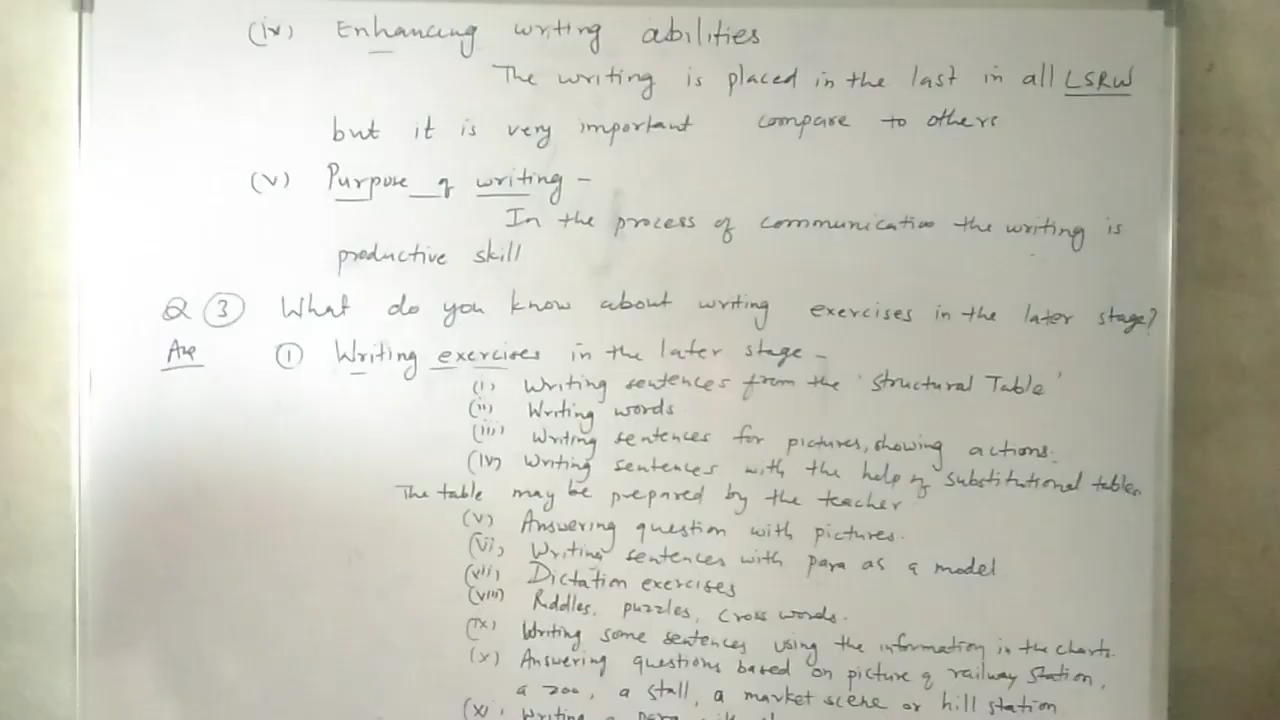 (iv) Enhancing writing abilities
The writing is placed in the last in all LSRW
but it is very important compare to others
(v) Purpose of writing -
In the process of communication the writing is
productive skill
Q ③ What do you know about writing exercises in the later stage?
Ans ① Writing exercises in the later stage -
(i) Writing sentences from the 'Structural Table'
(ii) Writing words
(iii) Writing sentences for pictures, showing actions.
(iv) Writing sentences with the help of substitutional tables
The table may be prepared by the teacher
(v) Answering question with pictures.
(vi) Writing sentences with para as a model
(vii) Dictation exercises
(viii) Riddles, puzzles, cross words.
(ix) Writing some sentences using the information in the charts.
(x) Answering questions based on picture of railway station,
a zoo, a stall, a market scene or hill station
(xi) Writing a para